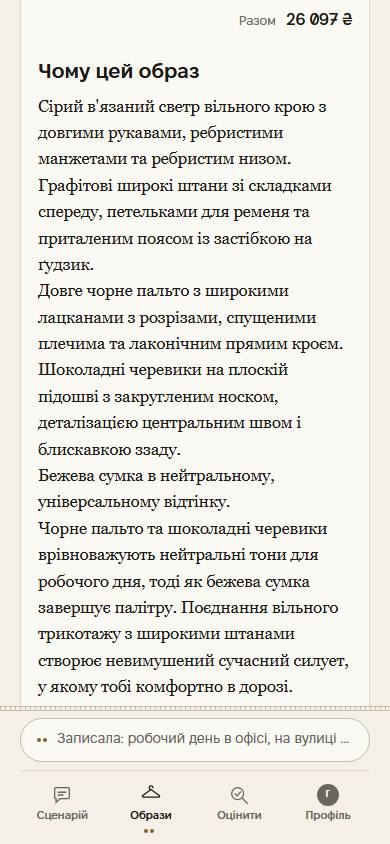 Разом 26 097 ₴
Чому цей образ
Сірий в'язаний светр вільного крою з
довгими рукавами, ребристими
манжетами та ребристим низом.
Графітові широкі штани зі складками
спереду, петельками для ременя та
приталеним поясом із застібкою на
ґудзик.
Довге чорне пальто з широкими
лацканами з розрізами, спущеними
плечима та лаконічним прямим кроєм.
Шоколадні черевики на плоскій
підошві з закругленим носком,
деталізацією центральним швом і
блискавкою ззаду.
Бежева сумка в нейтральному,
універсальному відтінку.
Чорне пальто та шоколадні черевики
врівноважують нейтральні тони для
робочого дня, тоді як бежева сумка
завершує палітру. Поєднання вільного
трикотажу з широкими штанами
створює невимушений сучасний силует,
у якому тобі комфортно в дорозі.
Записала: робочий день в офісі, на вулиці ...
Сценарій Образи Оцінити Г Профіль